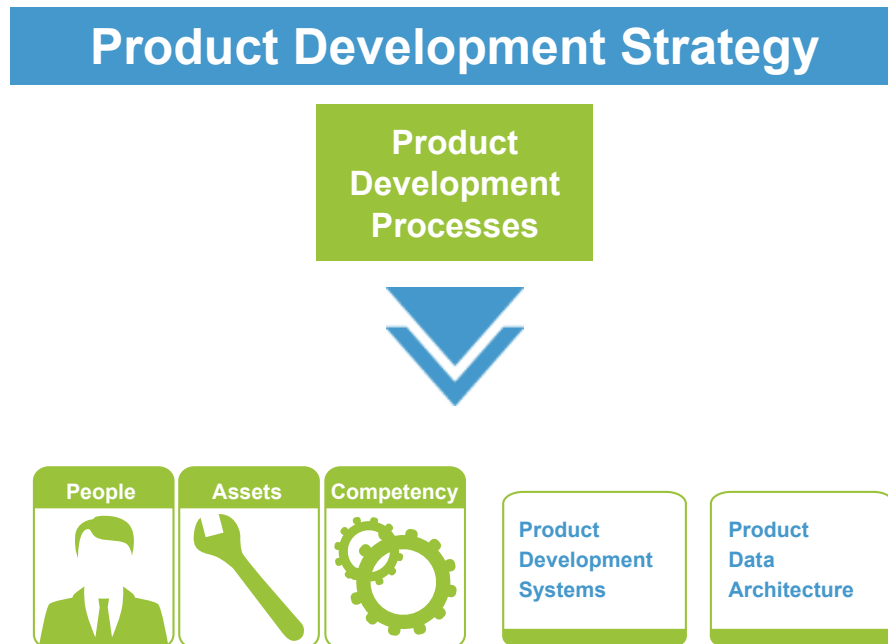 Product Development Strategy
Product
Development
Processes
People
Assets
Competency
Product
Development
Systems
Product
Data
Architecture